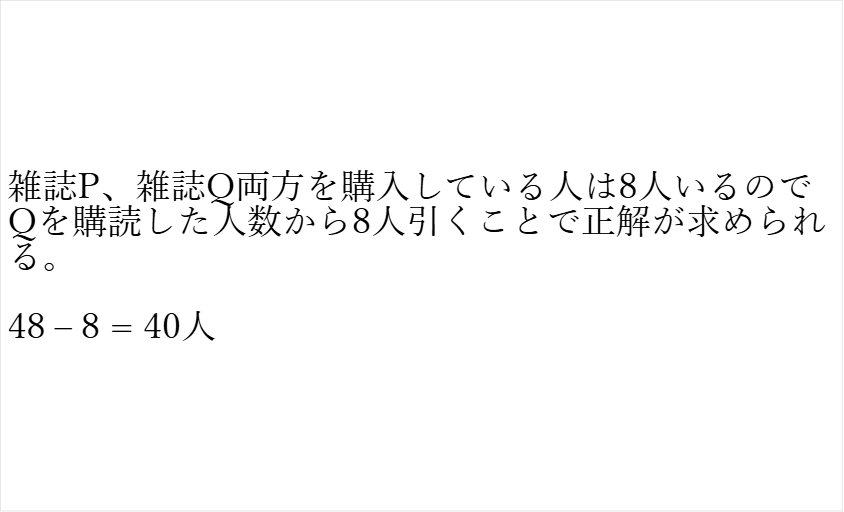 雑誌P、雑誌Q両方を購入している人は8人いるので
Qを購読した人数から8人引くことで正解が求められ
る。
48 – 8 = 40人